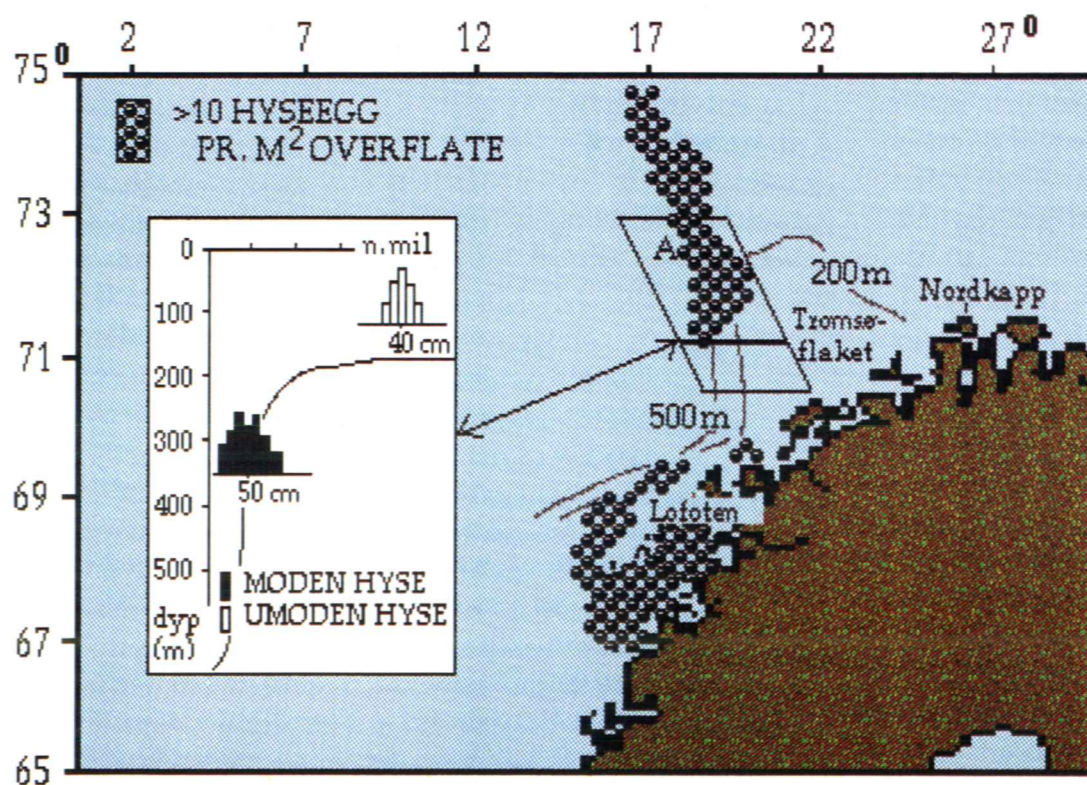 2 7 12 17 22 27⁰
75⁰
73
71
69
67
65
>10 HYSEEGG
PR. M² OVERFLATE
A
200m
Nordkapp
Tromsø-
flaket
500m
Lofoten
0
n.mil
100
40 cm
200
300
50 cm
400
500
MODEN HYSE
dyp
(m)
UMODEN HYSE